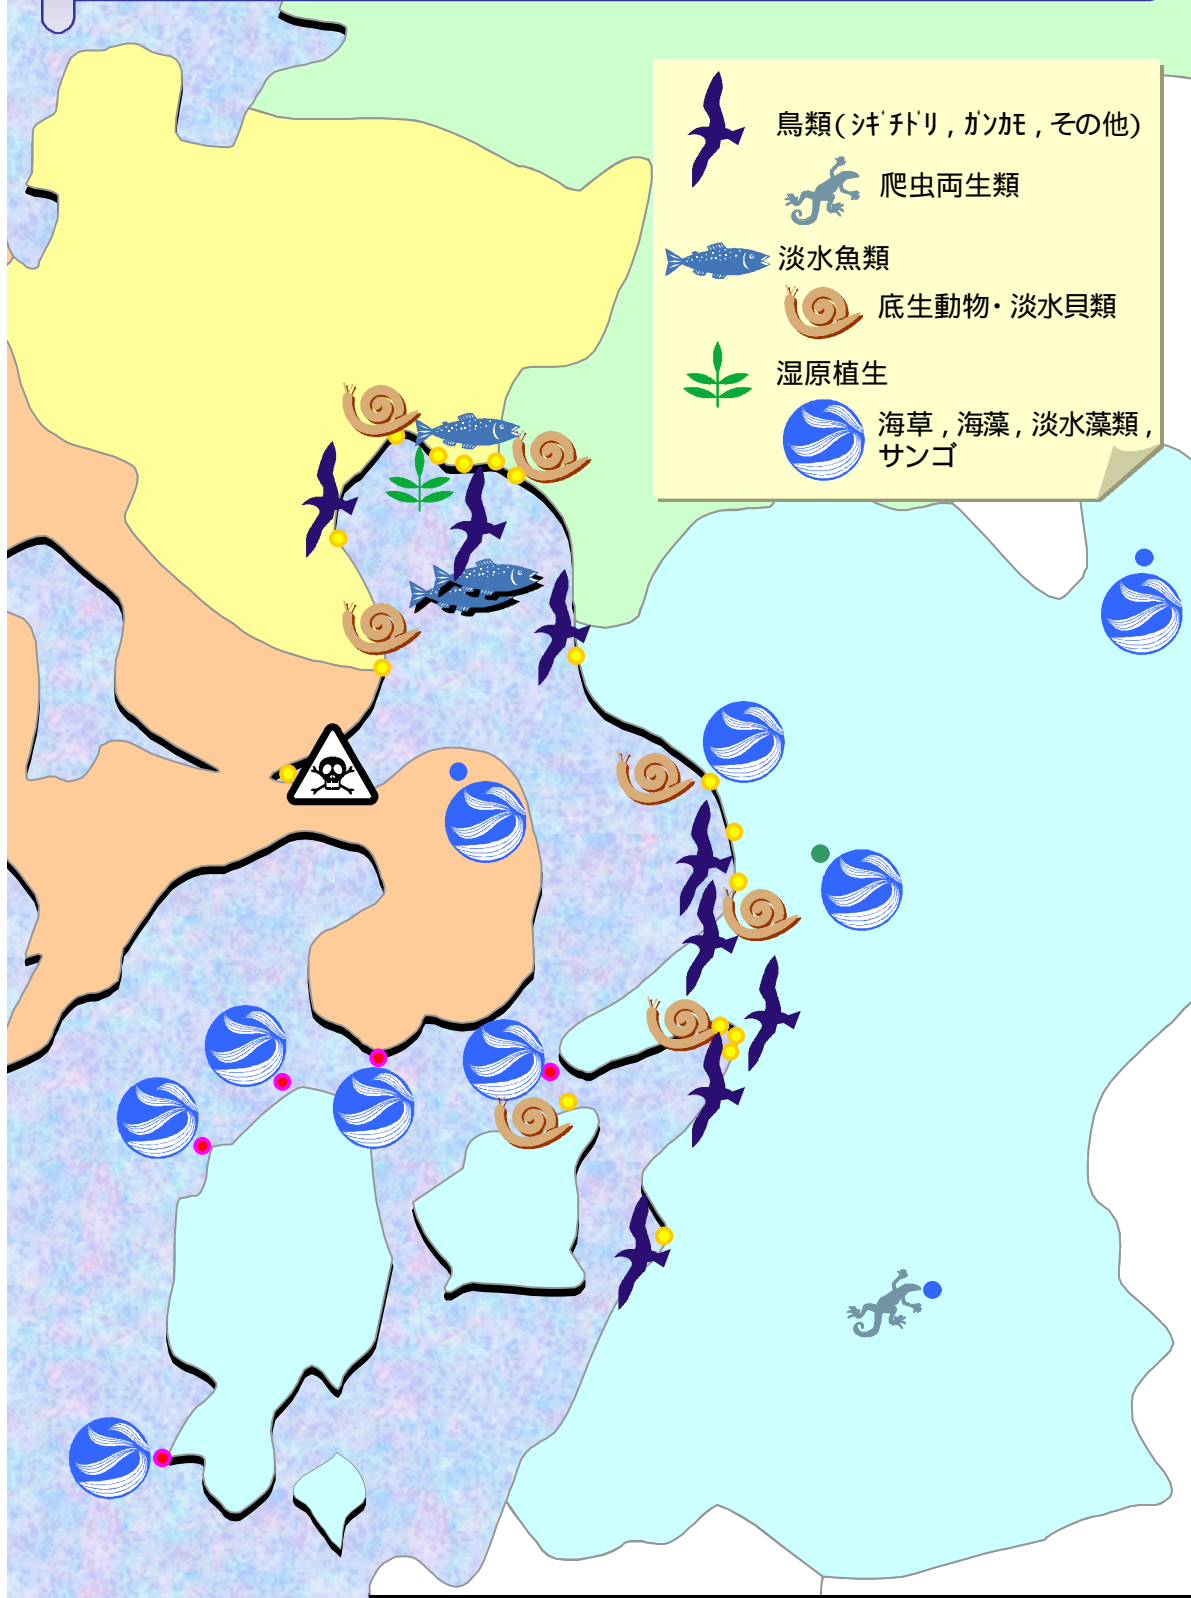 鳥類(ｼｷﾞﾁﾄﾞﾘ,ｶﾞﾝｶﾓ,その他)
爬虫両生類
淡水魚類
底生動物・淡水貝類
湿原植生
海草,海藻,淡水藻類,
サンゴ